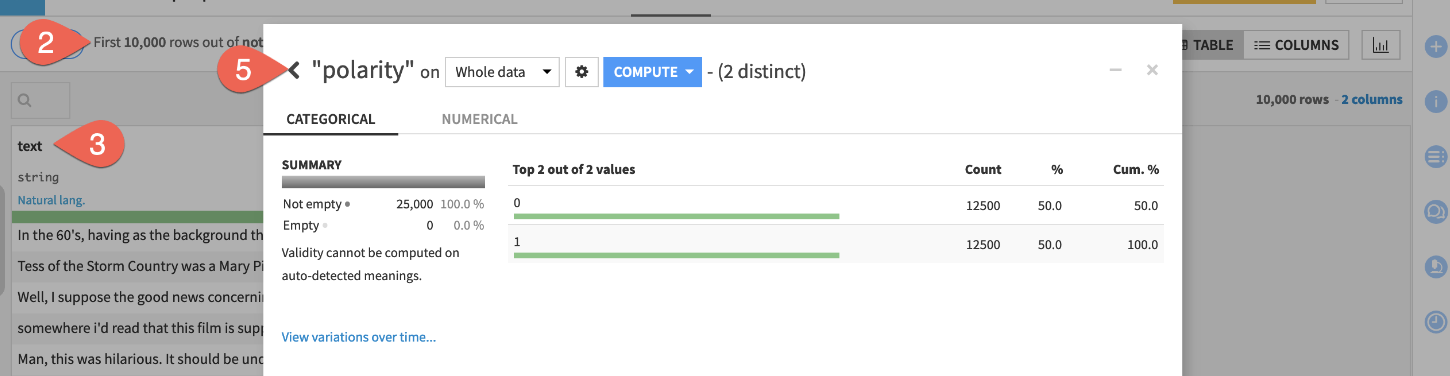 2
First 10,000 rows out of not
TABLE
COLUMNS
5
"polarity" on Whole data COMPUTE - (2 distinct)
10,000 rows - 2 columns
3
text
string
Natural lang.
CATEGORICAL NUMERICAL
SUMMARY
Not empty 25,000 100.0 %
Empty 0 0.0 %
Validity cannot be computed on
auto-detected meanings.
View variations over time...
Top 2 out of 2 values Count % Cum. %
0 12500 50.0 50.0
1 12500 50.0 100.0
In the 60's, having as the background th
Tess of the Storm Country was a Mary Pi
Well, I suppose the good news concerni
somewhere i'd read that this film is supp
Man, this was hilarious. It should be und